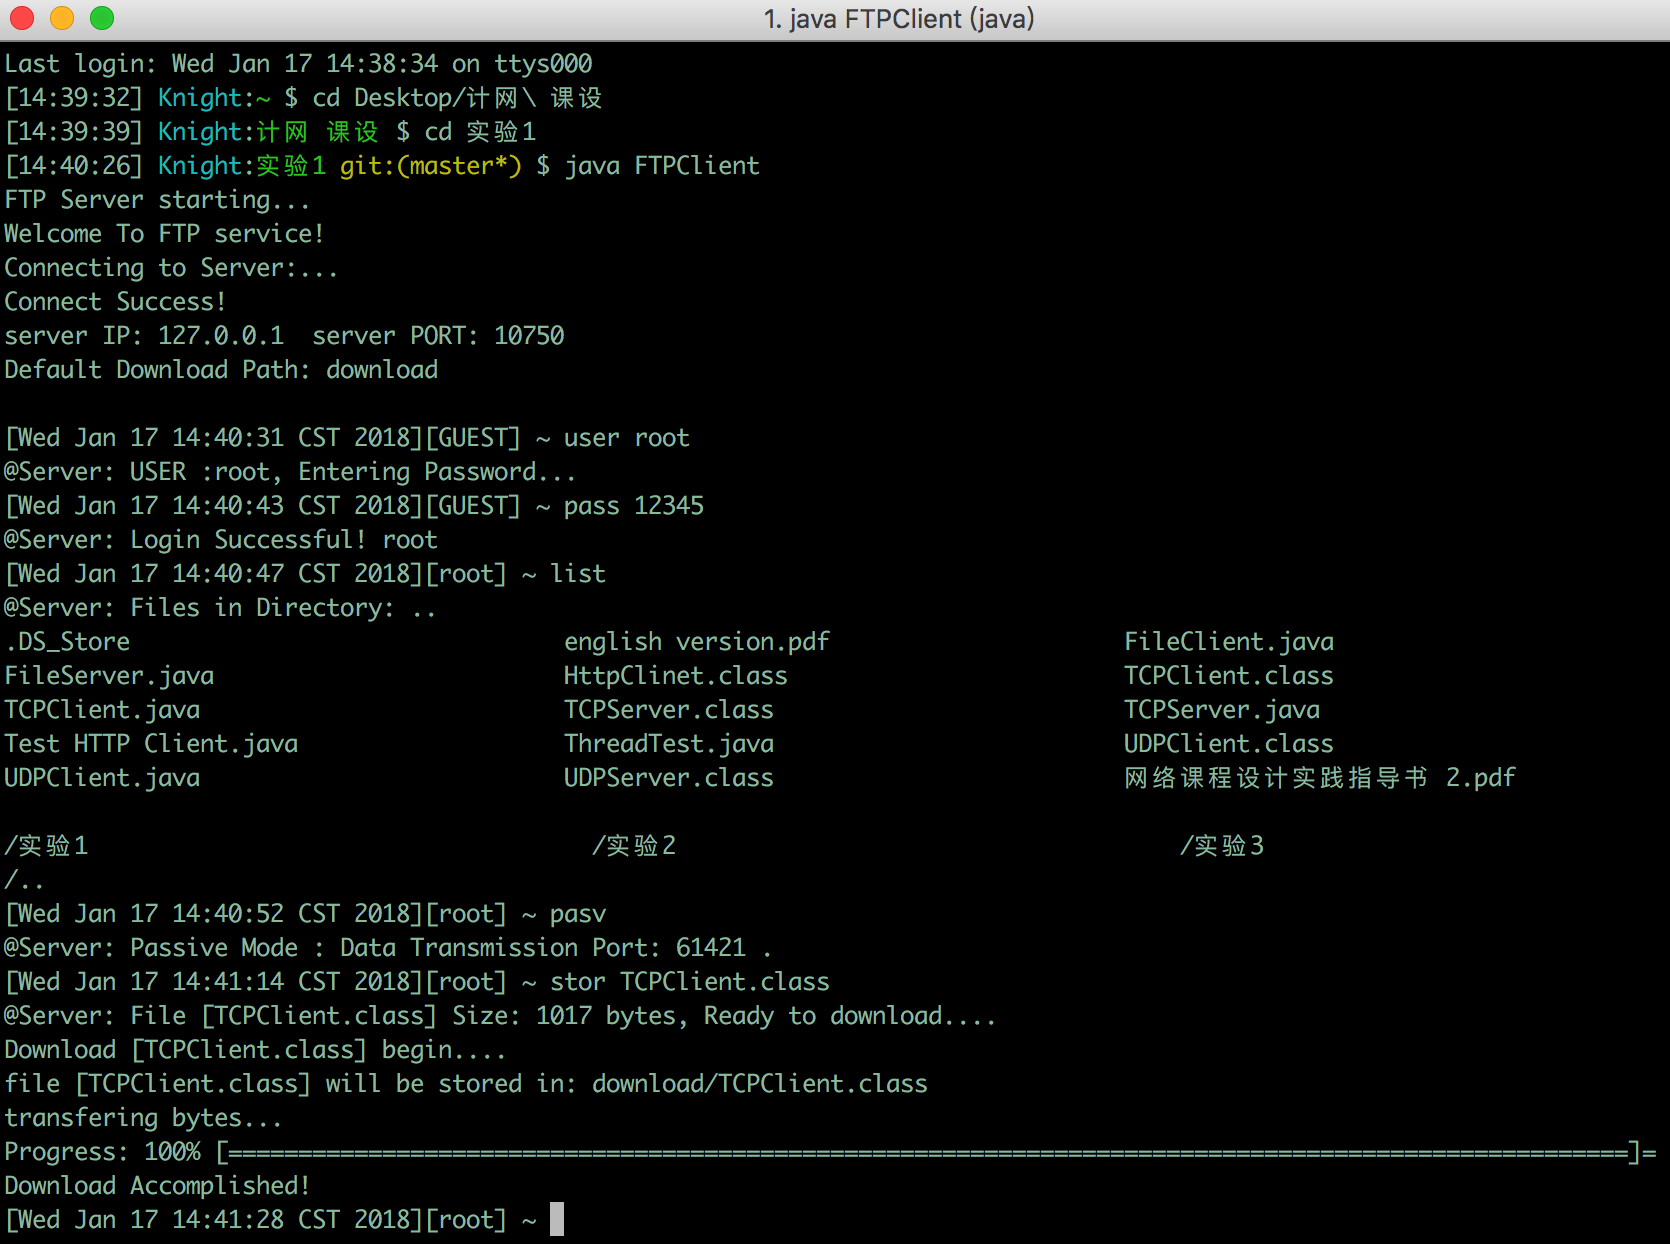 1. java FTPClient (java)
Last login: Wed Jan 17 14:38:34 on ttys000
[14:39:32] Knight:~ $ cd Desktop/计网\ 课设
[14:39:39] Knight:计网 课设 $ cd 实验1
[14:40:26] Knight:实验1 git:(master*) $ java FTPClient
FTP Server starting...
Welcome To FTP service!
Connecting to Server:...
Connect Success!
server IP: 127.0.0.1  server PORT: 10750
Default Download Path: download
[Wed Jan 17 14:40:31 CST 2018][GUEST] ~ user root
@Server: USER :root, Entering Password...
[Wed Jan 17 14:40:43 CST 2018][GUEST] ~ pass 12345
@Server: Login Successful! root
[Wed Jan 17 14:40:47 CST 2018][root] ~ list
@Server: Files in Directory: ..
.DS_Store english version.pdf FileClient.java
FileServer.java HttpClinet.class TCPClient.class
TCPClient.java TCPServer.class TCPServer.java
Test HTTP Client.java ThreadTest.java UDPClient.class
UDPClient.java UDPServer.class 网络课程设计实践指导书 2.pdf
/实验1 /实验2 /实验3
/..
[Wed Jan 17 14:40:52 CST 2018][root] ~ pasv
@Server: Passive Mode : Data Transmission Port: 61421 .
[Wed Jan 17 14:41:14 CST 2018][root] ~ stor TCPClient.class
@Server: File [TCPClient.class] Size: 1017 bytes, Ready to download....
Download [TCPClient.class] begin....
file [TCPClient.class] will be stored in: download/TCPClient.class
transfering bytes...
Progress: 100% [====================================================================================================]=
Download Accomplished!
[Wed Jan 17 14:41:28 CST 2018][root] ~